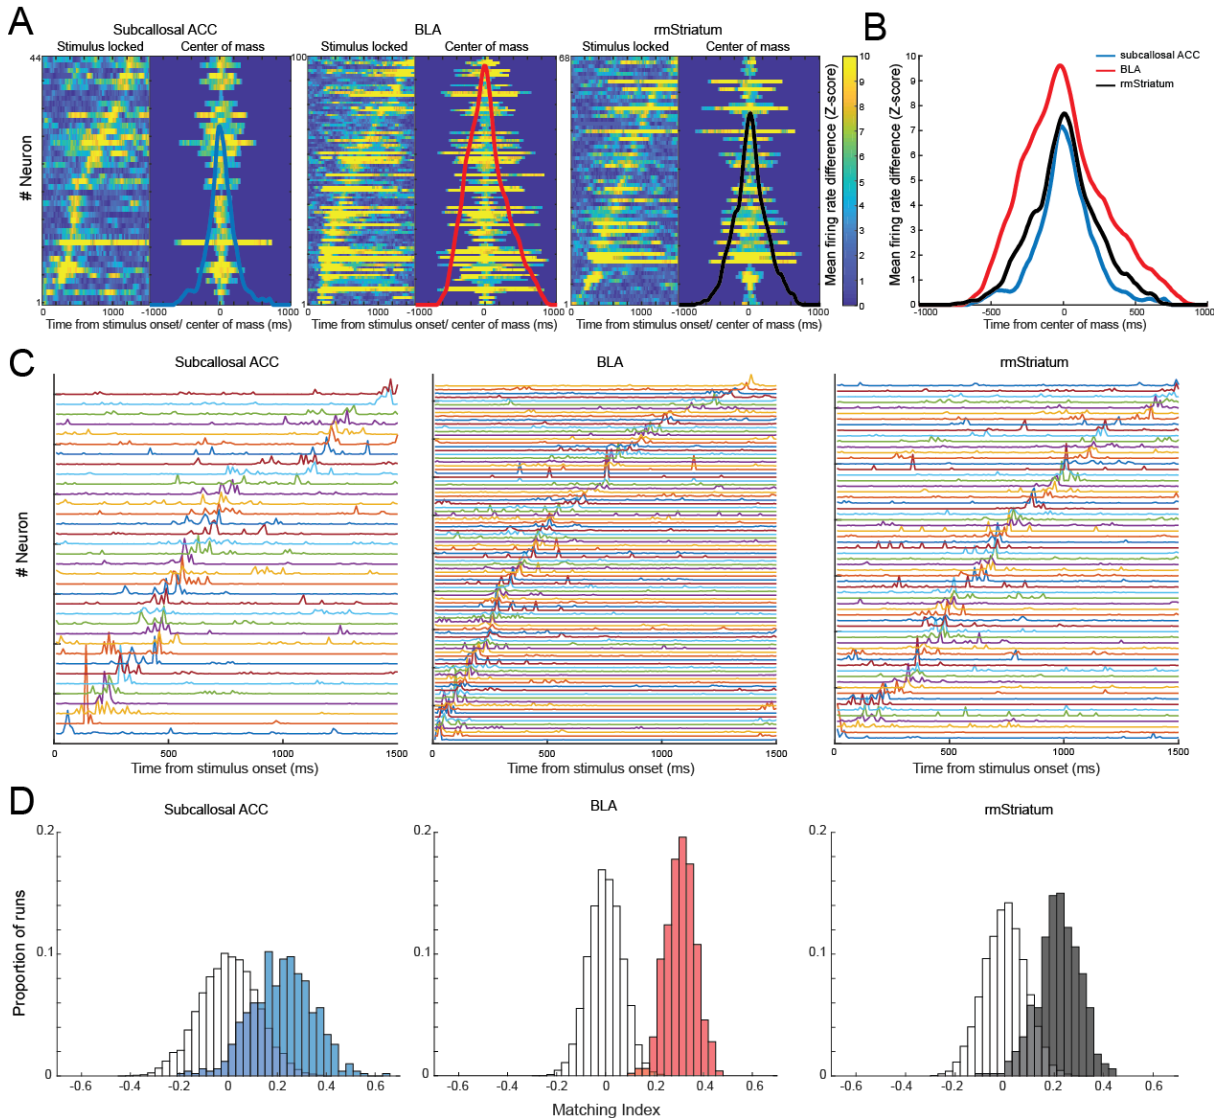 A
Subcallosal ACC
BLA
rmStriatum
Stimulus locked
Center of mass
Stimulus locked
Center of mass
Stimulus locked
Center of mass
44
100
68
# Neuron
1
1
1
0
1000
-1000
0
1000
0
1000
-1000
0
1000
0
1000
-1000
0
1000
Time from stimulus onset/ center of mass (ms)
Time from stimulus onset/ center of mass (ms)
Time from stimulus onset/ center of mass (ms)
10
9
8
7
6
5
4
3
2
1
0
Mean firing rate difference (Z-score)
B
subcallosal ACC
BLA
rmStriatum
10
9
8
7
6
5
4
3
2
1
0
Mean firing rate difference (Z-score)
-1000
-500
0
500
1000
Time from center of mass (ms)
C
Subcallosal ACC
BLA
rmStriatum
# Neuron
0
500
1000
1500
0
500
1000
1500
0
500
1000
1500
Time from stimulus onset (ms)
Time from stimulus onset (ms)
Time from stimulus onset (ms)
D
Subcallosal ACC
BLA
rmStriatum
Proportion of runs
0.2
0.1
0
0.2
0.1
0
0.2
0.1
0
-0.6
-0.4
-0.2
0
0.2
0.4
0.6
-0.6
-0.4
-0.2
0
0.2
0.4
0.6
-0.6
-0.4
-0.2
0
0.2
0.4
0.6
Matching Index